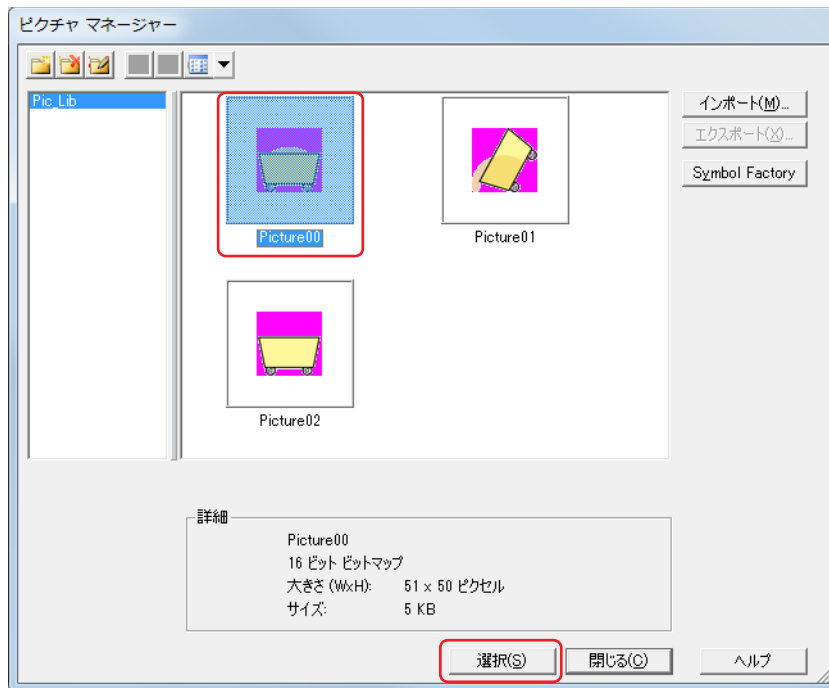 ピクチャ マネージャー
Pic_Lib
インポート(M)...
エクスポート(X)...
Symbol Factory
Picture00
Picture01
Picture02
詳細
Picture00
16 ビット ビットマップ
大きさ (WxH): 51 x 50 ピクセル
サイズ: 5 KB
選択(S)
閉じる(C)
ヘルプ